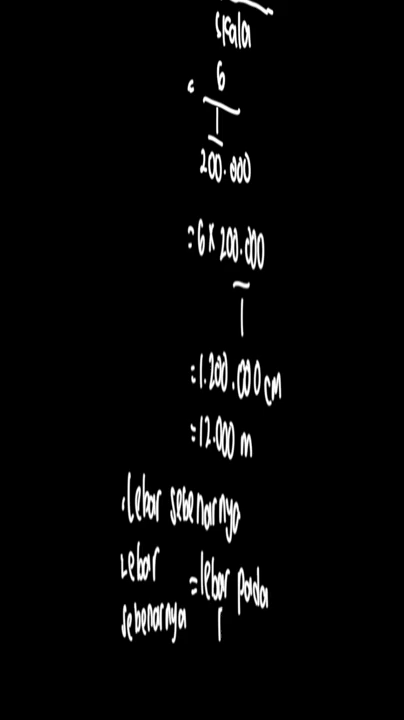 skala
= 6
1
200.000
= 6 x 200.000
1
= 1.200.000 cm
= 12.000 m
. lebar sebenarnya
Lebar
sebenarnya = lebar pada